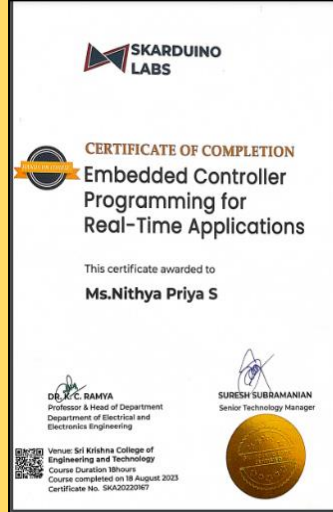 SKARDUINO
LABS
CERTIFICATE OF COMPLETION
Embedded Controller
Programming for
Real-Time Applications
This certificate awarded to
Ms.Nithya Priya S
DR. K. C. RAMYA
Professor & Head of Department
Department of Electrical and
Electronics Engineering
SURESH SUBRAMANIAN
Senior Technology Manager
Venue: Sri Krishna College of
Engineering and Technology
Course Duration 18hours
Course completed on 18 August 2023
Certificate No. SKA20220167